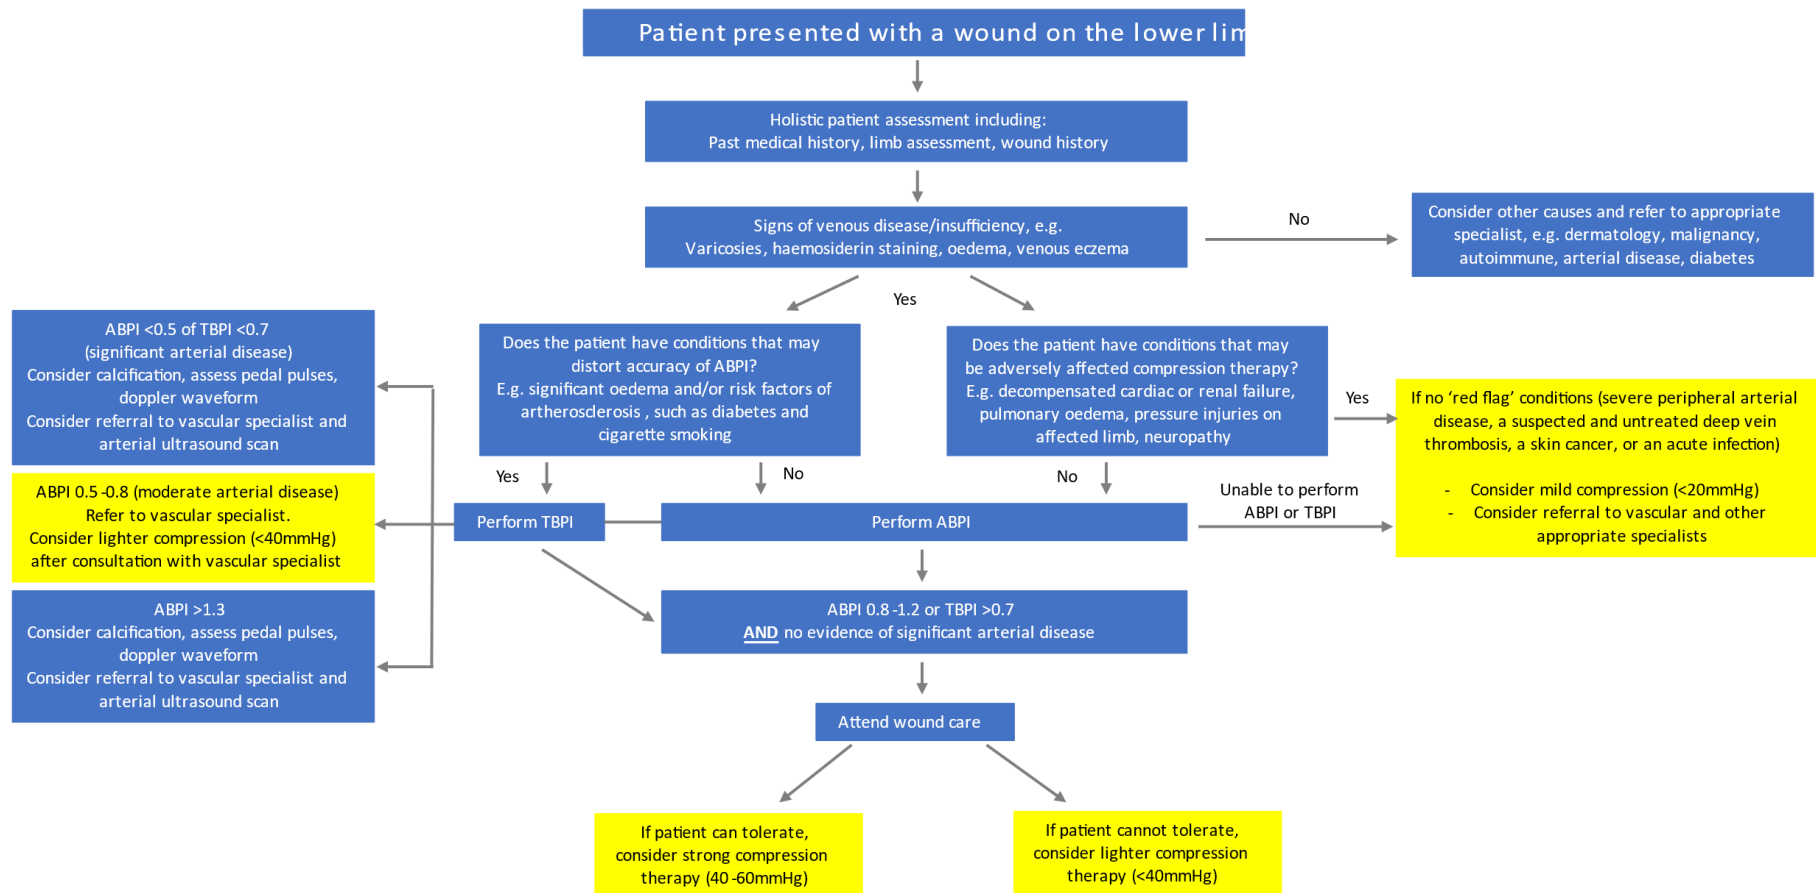 Patient presented with a wound on the lower lim
Holistic patient assessment including:
Past medical history, limb assessment, wound history
Signs of venous disease/insufficiency, e.g.
Varicosies, haemosiderin staining, oedema, venous eczema
No
Consider other causes and refer to appropriate
specialist, e.g. dermatology, malignancy,
autoimmune, arterial disease, diabetes
Yes
ABPI <0.5 of TBPI <0.7
(significant arterial disease)
Consider calcification, assess pedal pulses,
doppler waveform
Consider referral to vascular specialist and
arterial ultrasound scan
Does the patient have conditions that may
distort accuracy of ABPI?
E.g. significant oedema and/or risk factors of
artherosderosis , such as diabetes and
cigarette smoking
Does the patient have conditions that may
be adversely affected compression therapy?
E.g. decompensated cardiac or renal failure,
pulmonary oedema, pressure injuries on
affected limb, neuropathy
Yes
If no ‘red flag’ conditions (severe peripheral arterial
disease, a suspected and untreated deep vein
thrombosis, a skin cancer, or an acute infection)
- Consider mild compression (<20mmHg)
- Consider referral to vascular and other
appropriate specialists
Yes
No
No
ABPI 0.5-0.8 (moderate arterial disease)
Refer to vascular specialist.
Consider lighter compression (<40mmHg)
after consultation with vascular specialist
Perform TBPI
Perform ABPI
Unable to perform
ABPI or TBPI
ABPI >1.3
Consider calcification, assess pedal pulses,
doppler waveform
Consider referral to vascular specialist and
arterial ultrasound scan
ABPI 0.8-1.2 or TBPI >0.7
AND no evidence of significant arterial disease
Attend wound care
If patient can tolerate,
consider strong compression
therapy (40-60mmHg)
If patient cannot tolerate,
consider lighter compression
therapy (<40mmHg)